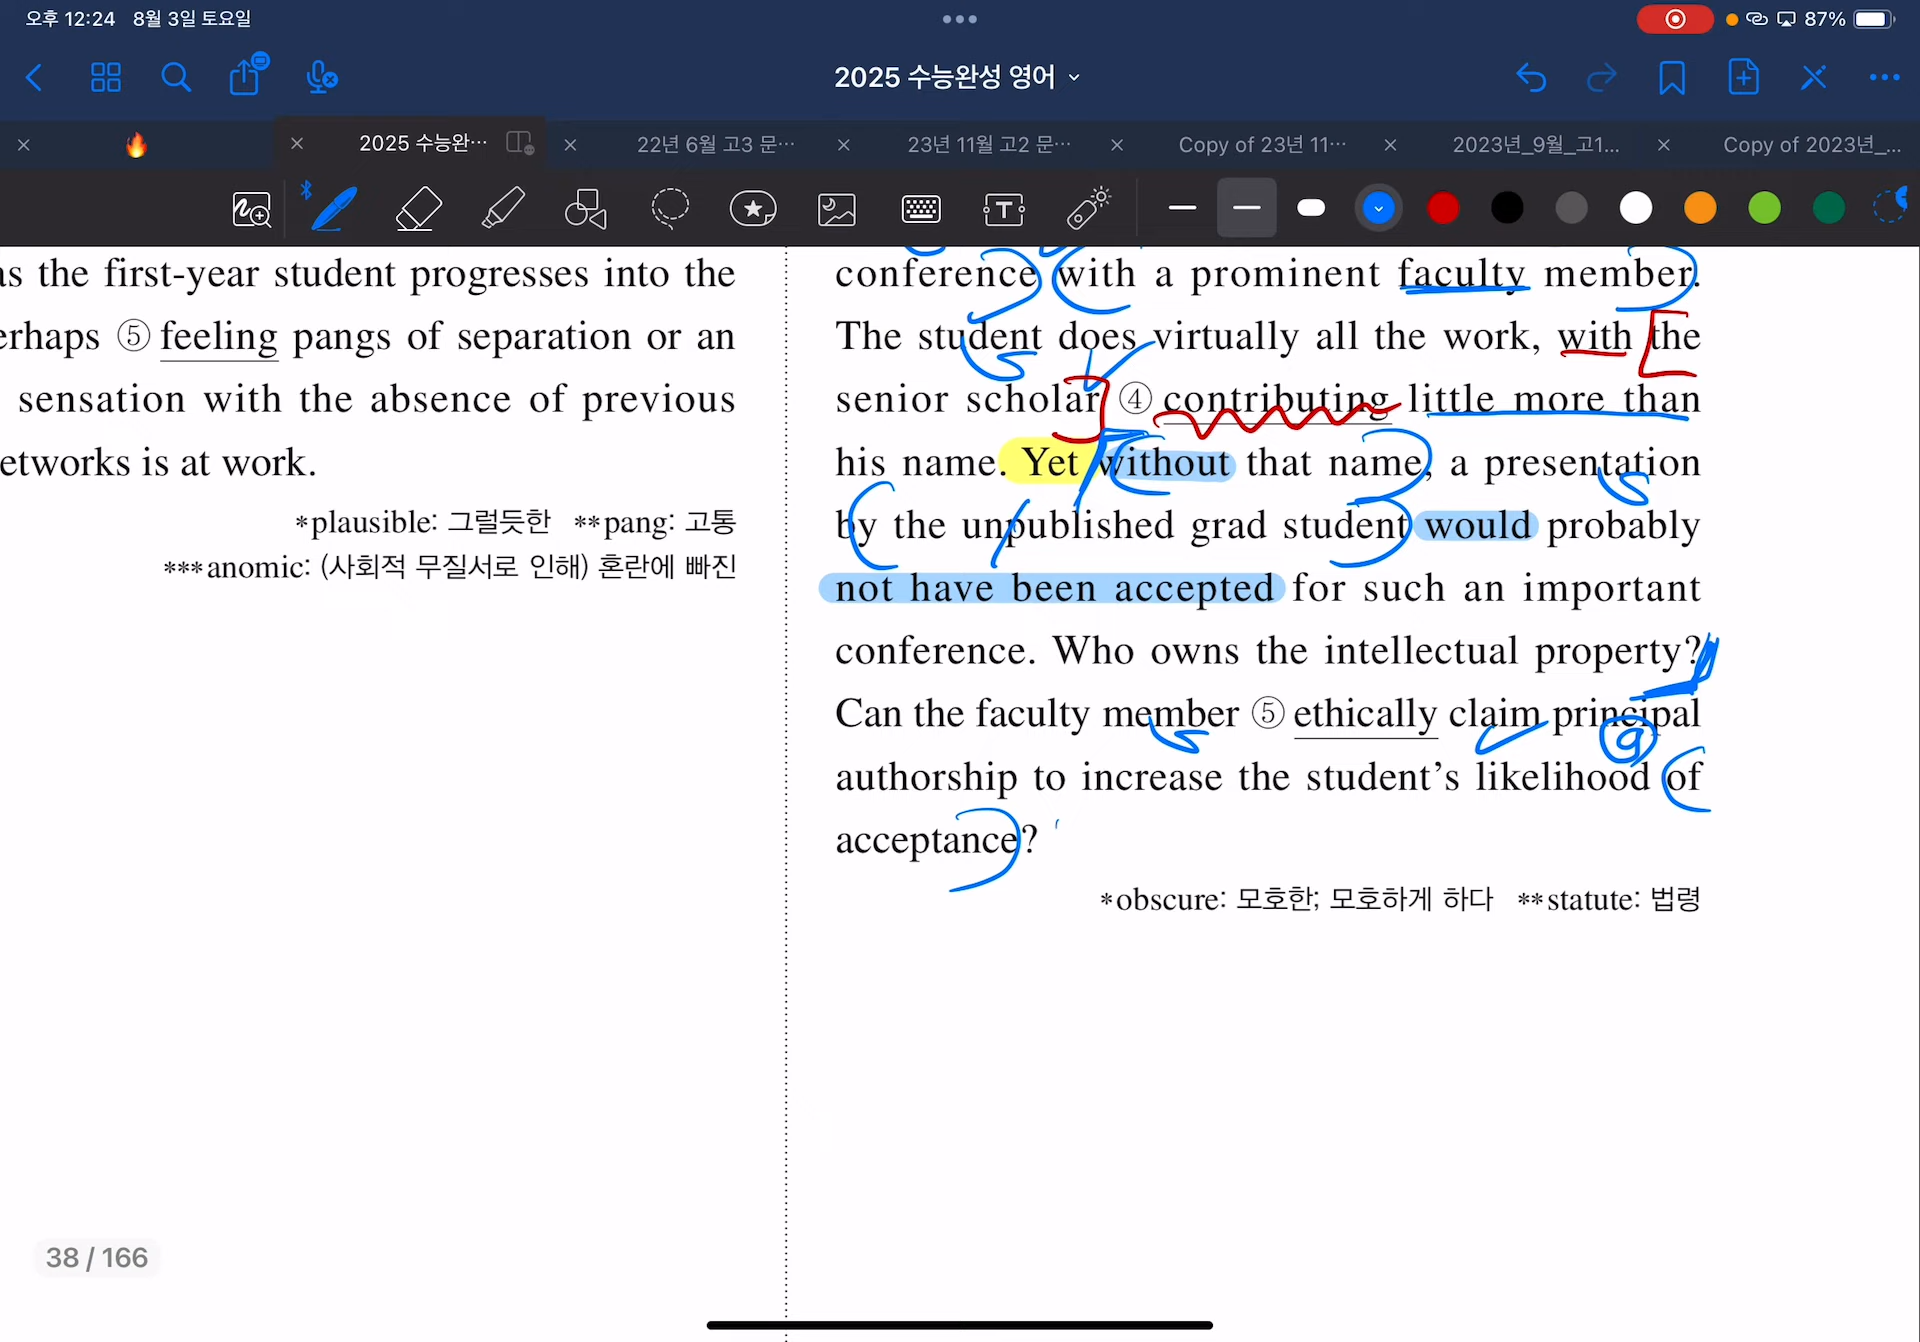 오후 12:24 8월 3일 토요일
87%
2025 수능완성 영어
2025 수능완···
22년 6월 고3 문···
23년 11월 고2 문···
Copy of 23년 11···
2023년_9월_고1...
Copy of 2023년_...
as the first-year student progresses into the
erhaps ⑤ feeling pangs of separation or an
sensation with the absence of previous
etworks is at work.
*plausible: 그럴듯한 **pang: 고통
***anomic: (사회적 무질서로 인해) 혼란에 빠진
conference with a prominent faculty member.
The student does virtually all the work, with the
senior scholar ④ contributing little more than
his name. Yet without that name, a presentation
by the unpublished grad student would probably
not have been accepted for such an important
conference. Who owns the intellectual property?
Can the faculty member ⑤ ethically claim principal
authorship to increase the student's likelihood of
acceptance?
*obscure: 모호한; 모호하게 하다 **statute: 법령
38 / 166